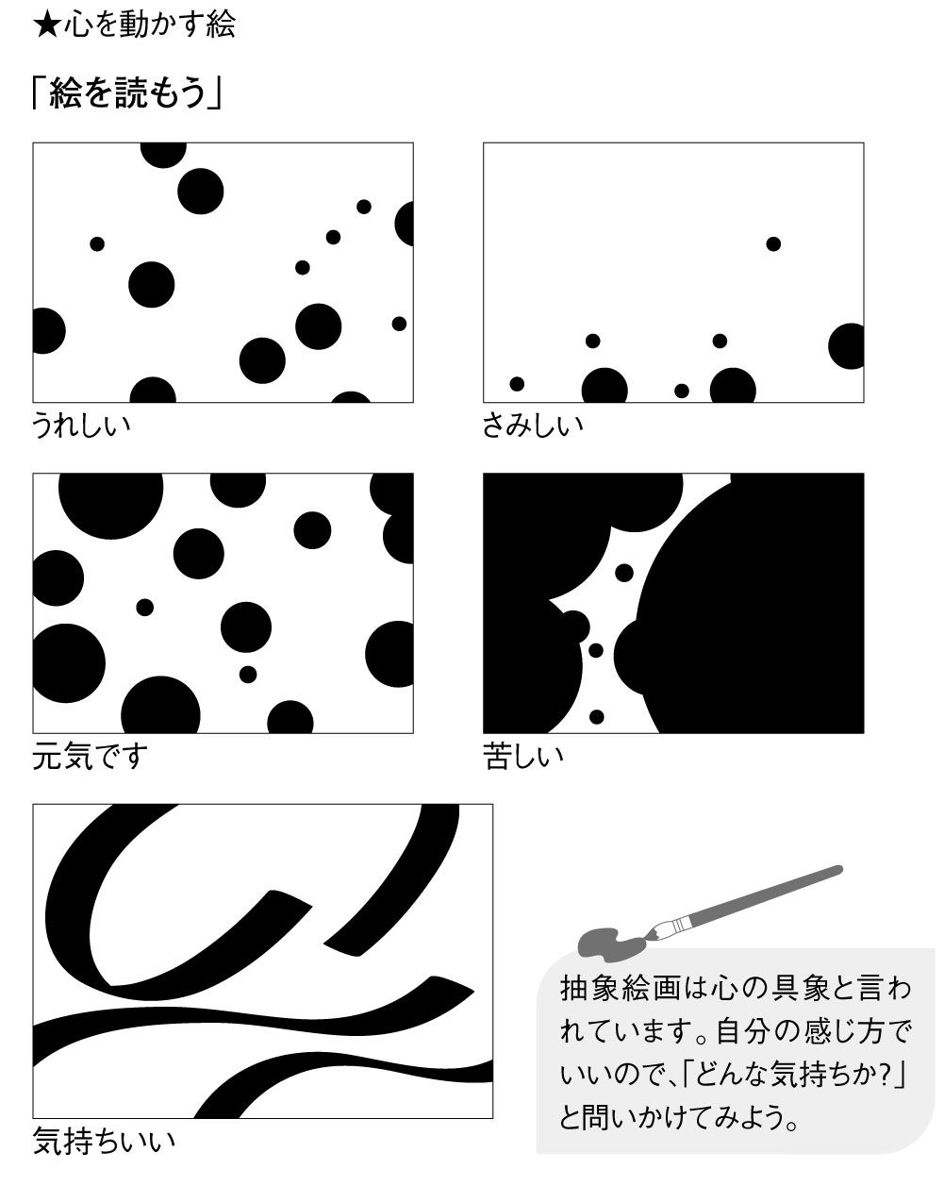 ★心を動かす絵
「絵を読もう」
うれしい
さみしい
元気です
苦しい
気持ちいい
抽象絵画は心の具象と言わ
れています。自分の感じ方で
いいので、「どんな気持ちか?」
と問いかけてみよう。